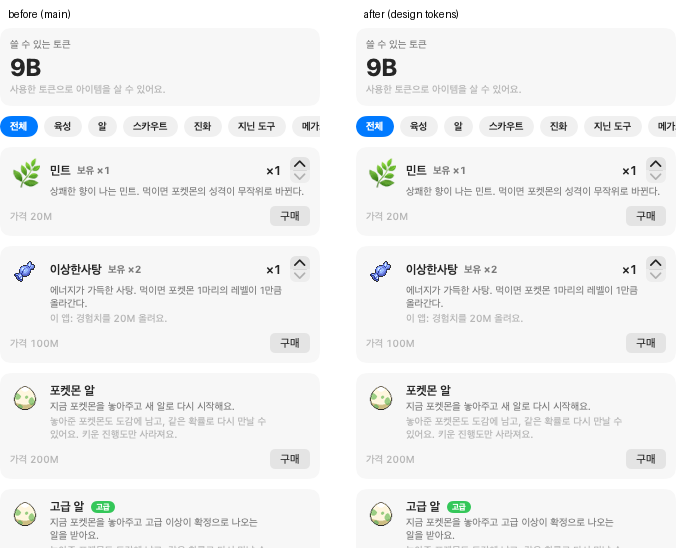 before (main)
쓸 수 있는 토큰
9B
사용한 토큰으로 아이템을 살 수 있어요.
전체 육성 알 스카우트 진화 지닌 도구 메가
민트 보유 ×1 ×1
상쾌한 향이 나는 민트. 먹이면 포켓몬의 성격이 무작위로 바뀐다.
가격 20M 구매
이상한사탕 보유 ×2 ×1
에너지가 가득한 사탕. 먹이면 포켓몬 1마리의 레벨이 1만큼
올라간다.
이 앱: 경험치를 20M 올려요.
가격 100M 구매
포켓몬 알
지금 포켓몬을 놓아주고 새 알로 다시 시작해요.
놓아준 포켓몬도 도감에 남고, 같은 확률로 다시 만날 수
있어요. 키운 진행도만 사라져요.
가격 200M 구매
고급 알 고급
지금 포켓몬을 놓아주고 고급 이상이 확정으로 나오는
알을 받아요.
after (design tokens)
쓸 수 있는 토큰
9B
사용한 토큰으로 아이템을 살 수 있어요.
전체 육성 알 스카우트 진화 지닌 도구 메가
민트 보유 ×1 ×1
상쾌한 향이 나는 민트. 먹이면 포켓몬의 성격이 무작위로 바뀐다.
가격 20M 구매
이상한사탕 보유 ×2 ×1
에너지가 가득한 사탕. 먹이면 포켓몬 1마리의 레벨이 1만큼
올라간다.
이 앱: 경험치를 20M 올려요.
가격 100M 구매
포켓몬 알
지금 포켓몬을 놓아주고 새 알로 다시 시작해요.
놓아준 포켓몬도 도감에 남고, 같은 확률로 다시 만날 수
있어요. 키운 진행도만 사라져요.
가격 200M 구매
고급 알 고급
지금 포켓몬을 놓아주고 고급 이상이 확정으로 나오는
알을 받아요.